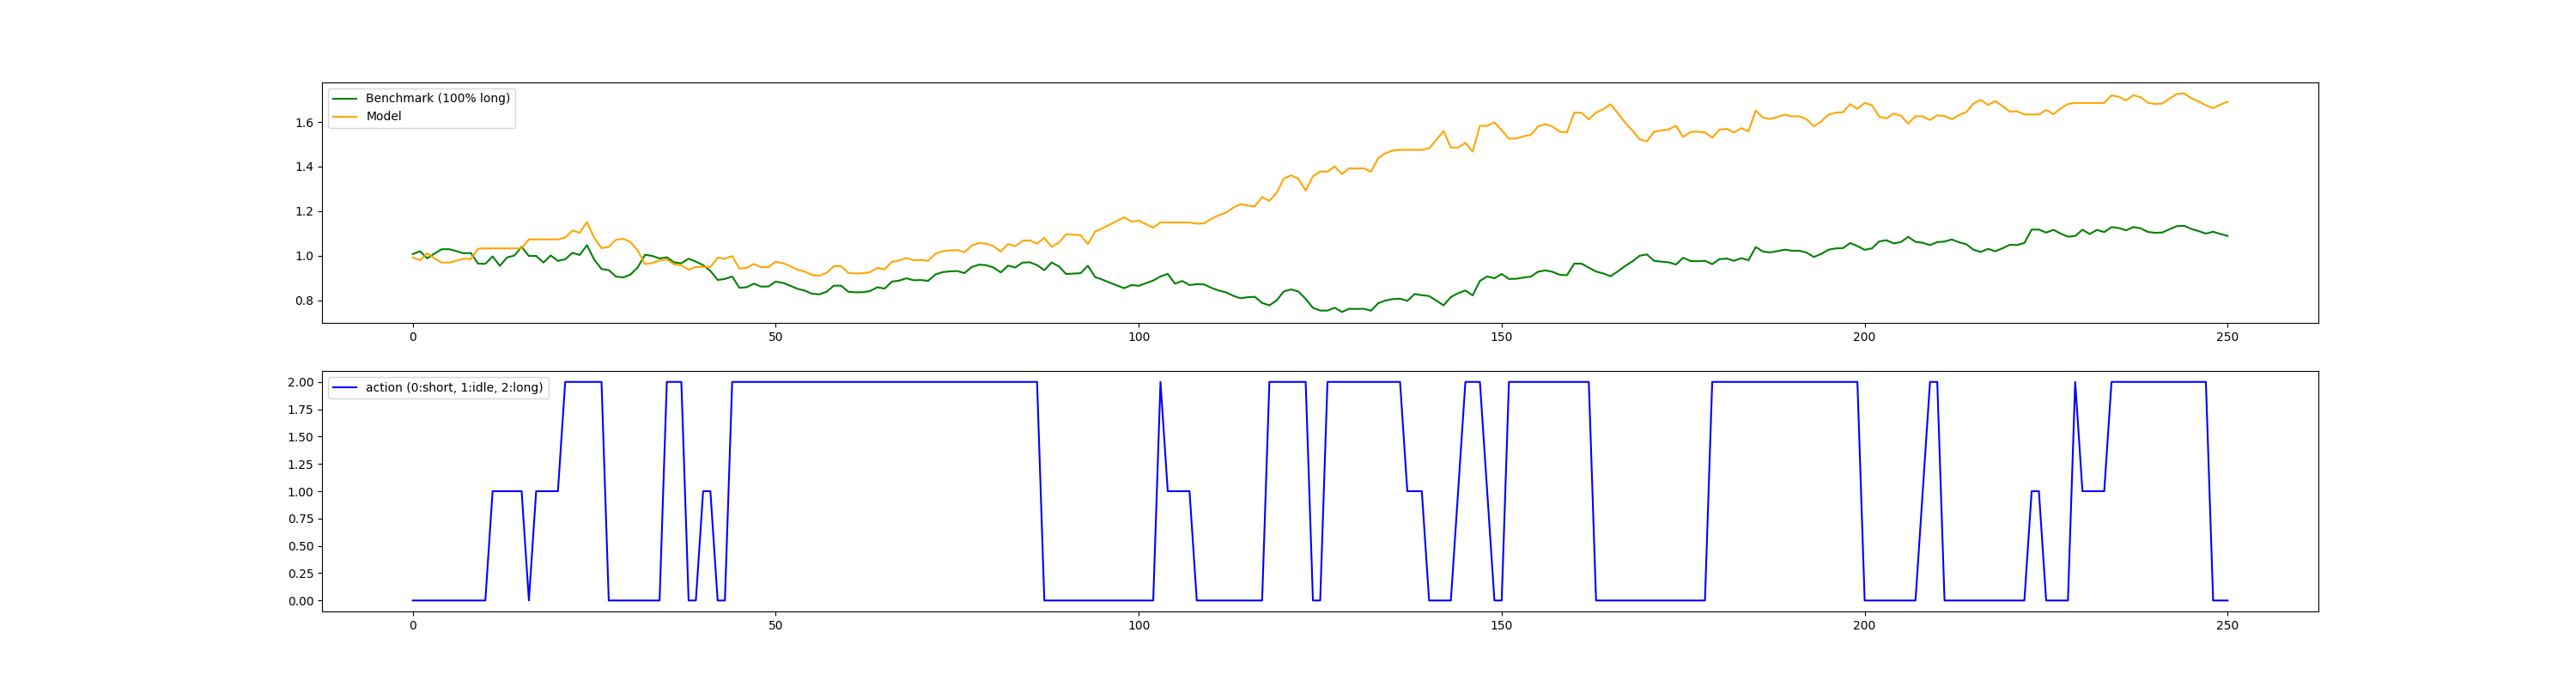 Benchmark (100% long)
Model
1.6
1.4
1.2
1.0
0.8
0 50 100 150 200 250
action (0:short, 1:idle, 2:long)
2.00
1.75
1.50
1.25
1.00
0.75
0.50
0.25
0.00
0 50 100 150 200 250